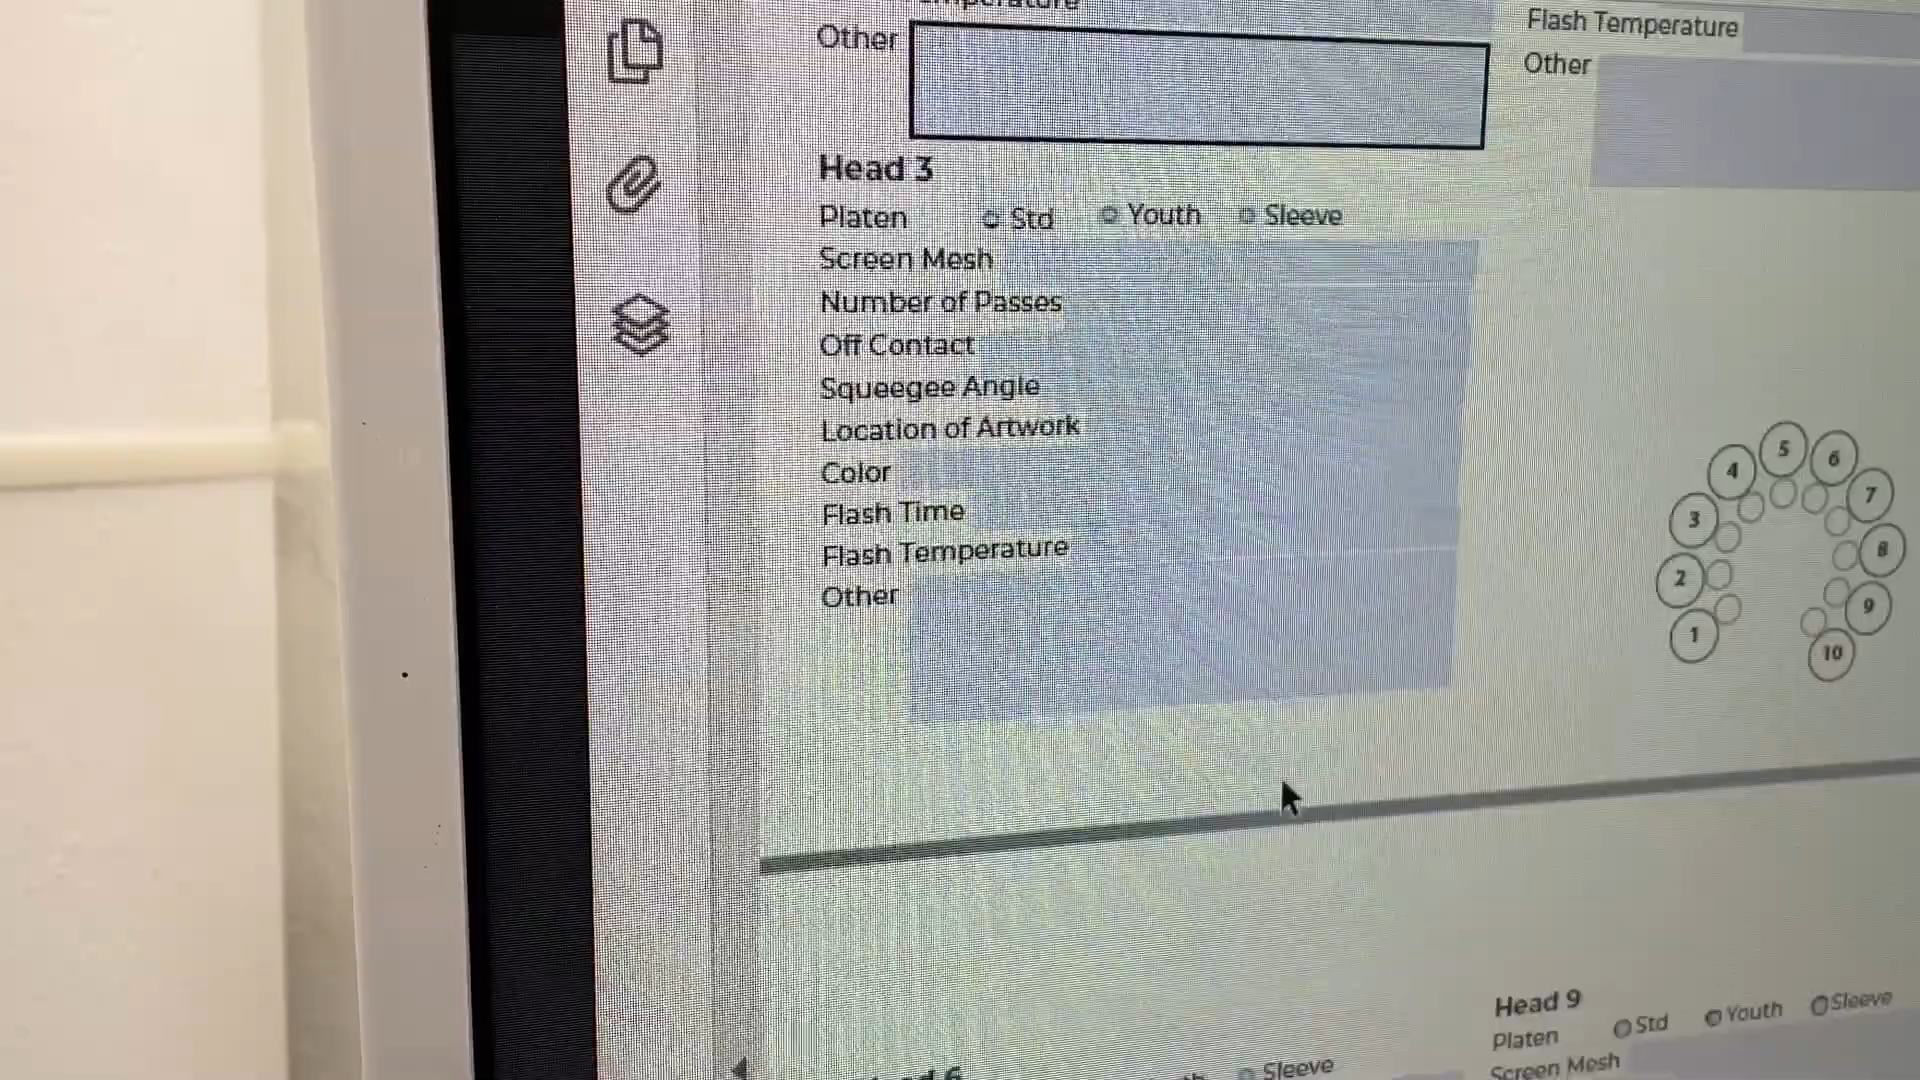 Other
Head 3
Platen Std Youth Sleeve
Screen Mesh
Number of Passes
Off Contact
Squeegee Angle
Location of Artwork
Color
Flash Time
Flash Temperature
Other
Flash Temperature
Other
1
2
3
4
5
6
7
8
9
10
Sleeve
Head 9
Platen Std Youth Sleeve
Screen Mesh